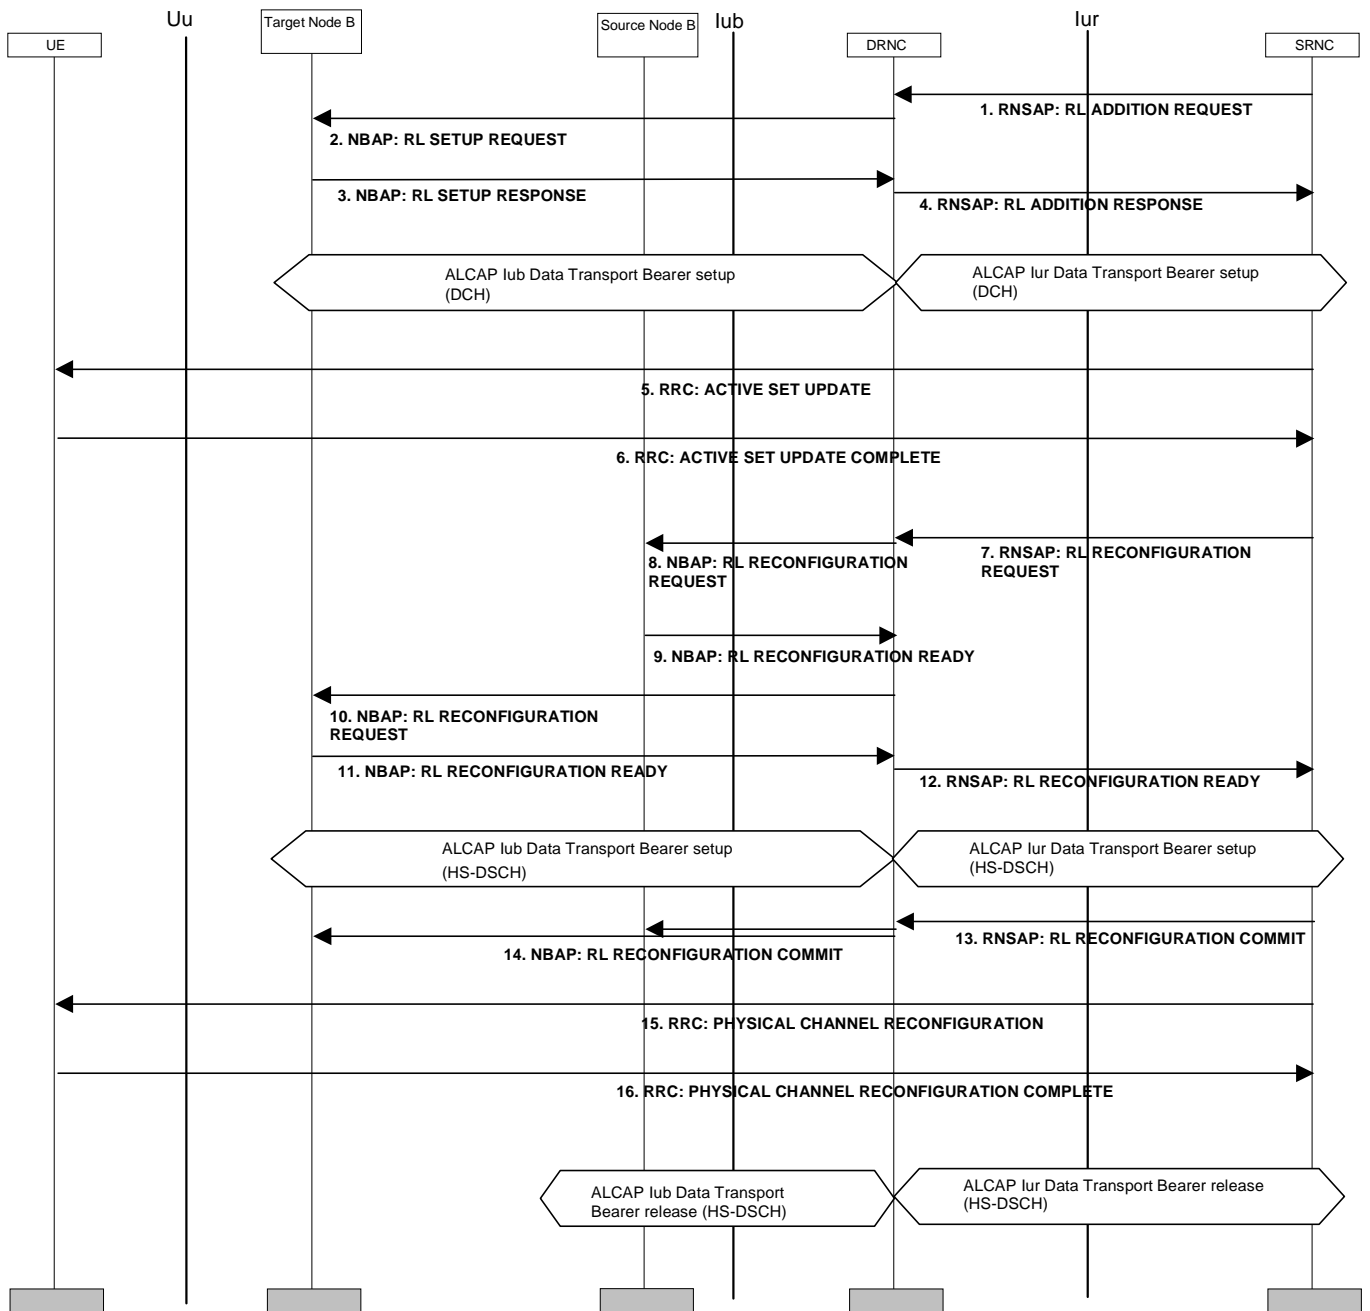 Uu
Target Node B
Source Node B
Iub
Iur
UE
DRNC
SRNC
1. RNSAP: RL ADDITION REQUEST
2. NBAP: RL SETUP REQUEST
3. NBAP: RL SETUP RESPONSE
4. RNSAP: RL ADDITION RESPONSE
ALCAP Iub Data Transport Bearer setup
(DCH)
ALCAP Iur Data Transport Bearer setup
(DCH)
5. RRC: ACTIVE SET UPDATE
6. RRC: ACTIVE SET UPDATE COMPLETE
7. RNSAP: RL RECONFIGURATION
REQUEST
8. NBAP: RL RECONFIGURATION
REQUEST
9. NBAP: RL RECONFIGURATION READY
10. NBAP: RL RECONFIGURATION
REQUEST
11. NBAP: RL RECONFIGURATION READY
12. RNSAP: RL RECONFIGURATION READY
ALCAP Iub Data Transport Bearer setup
(HS-DSCH)
ALCAP Iur Data Transport Bearer setup
(HS-DSCH)
13. RNSAP: RL RECONFIGURATION COMMIT
14. NBAP: RL RECONFIGURATION COMMIT
15. RRC: PHYSICAL CHANNEL RECONFIGURATION
16. RRC: PHYSICAL CHANNEL RECONFIGURATION COMPLETE
ALCAP Iub Data Transport
Bearer release (HS-DSCH)
ALCAP Iur Data Transport Bearer release
(HS-DSCH)